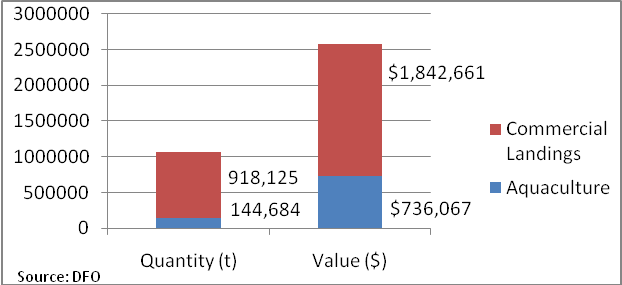 3000000
2500000
2000000
1500000
1000000
500000
0
$1,842,661
918,125
144,684
$736,067
Commercial
Landings
Aquaculture
Quantity (t)
Value ($)
Source: DFO